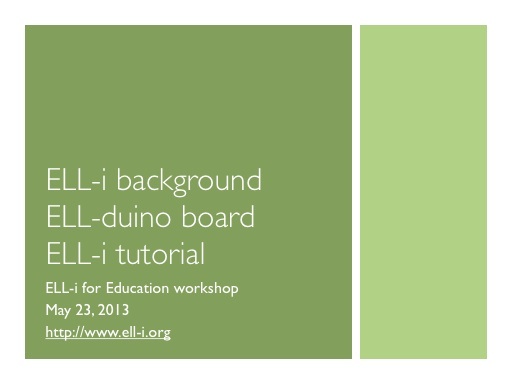 ELL-i background
ELL-duino board
ELL-i tutorial
ELL-i for Education workshop
May 23, 2013
http://www.ell-i.org